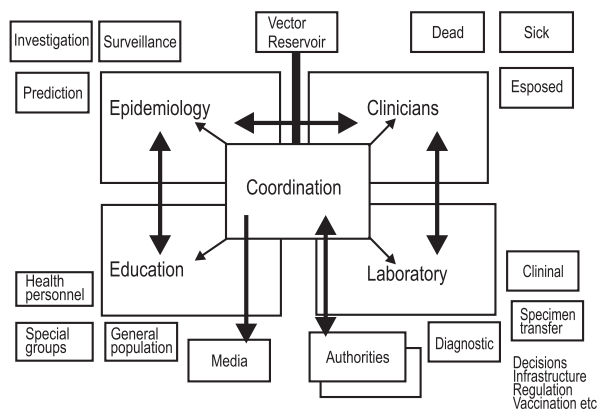 Investigation
Surveillance
Vector
Reservoir
Dead
Sick
Prediction
Esposed
Epidemiology
Clinicians
Coordination
Education
Laboratory
Health
personnel
Clininal
Special
groups
General
population
Media
Authorities
Diagnostic
Specimen
transfer
Decisions
Infrastructure
Regulation
Vaccination etc